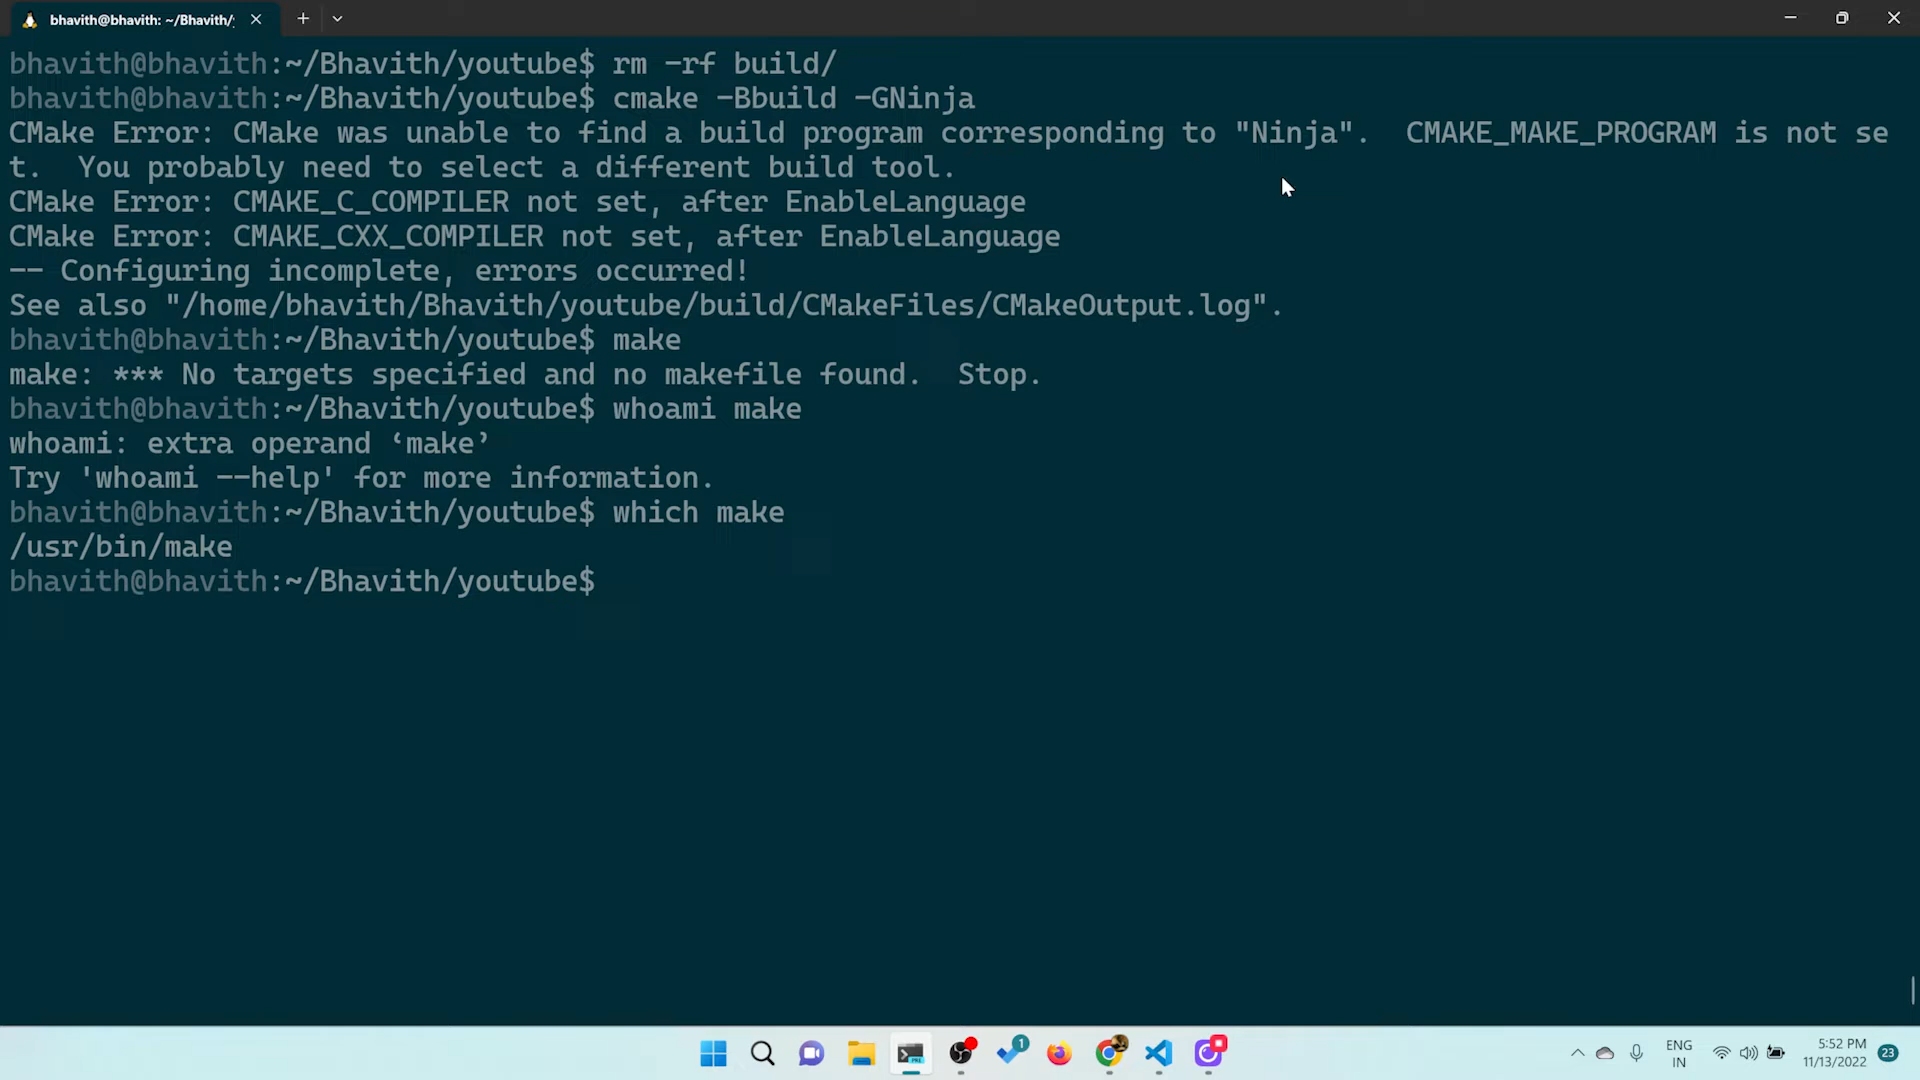 bhavith@bhavith: ~/Bhavith/
bhavith@bhavith:~/Bhavith/youtube$ rm -rf build/
bhavith@bhavith:~/Bhavith/youtube$ cmake -Bbuild -GNinja
CMake Error: CMake was unable to find a build program corresponding to "Ninja".  CMAKE_MAKE_PROGRAM is not se
t.  You probably need to select a different build tool.
CMake Error: CMAKE_C_COMPILER not set, after EnableLanguage
CMake Error: CMAKE_CXX_COMPILER not set, after EnableLanguage
-- Configuring incomplete, errors occurred!
See also "/home/bhavith/Bhavith/youtube/build/CMakeFiles/CMakeOutput.log".
bhavith@bhavith:~/Bhavith/youtube$ make
make: *** No targets specified and no makefile found.  Stop.
bhavith@bhavith:~/Bhavith/youtube$ whoami make
whoami: extra operand ‘make’
Try 'whoami --help' for more information.
bhavith@bhavith:~/Bhavith/youtube$ which make
/usr/bin/make
bhavith@bhavith:~/Bhavith/youtube$
PRE
1
ENG
IN
5:52 PM
11/13/2022
23